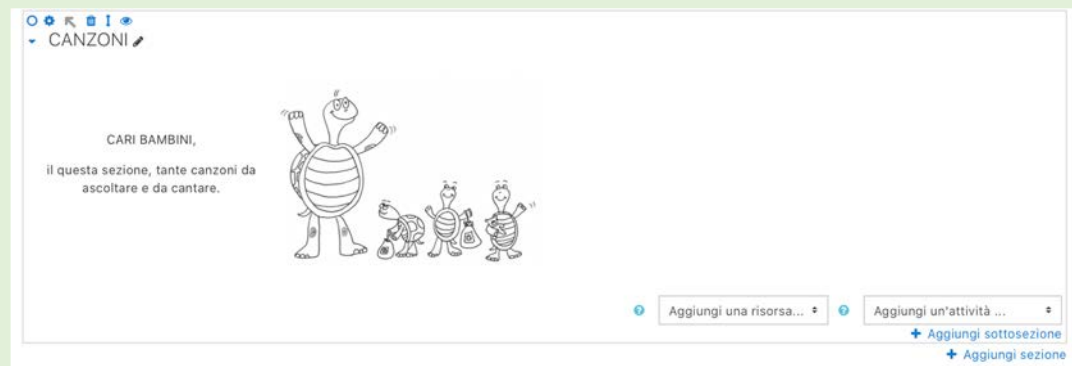 CANZONI
CARI BAMBINI,
il questa sezione, tante canzoni da
ascoltare e da cantare.
Aggiungi una risorsa...
Aggiungi un'attività ...
+ Aggiungi sottosezione
+ Aggiungi sezione